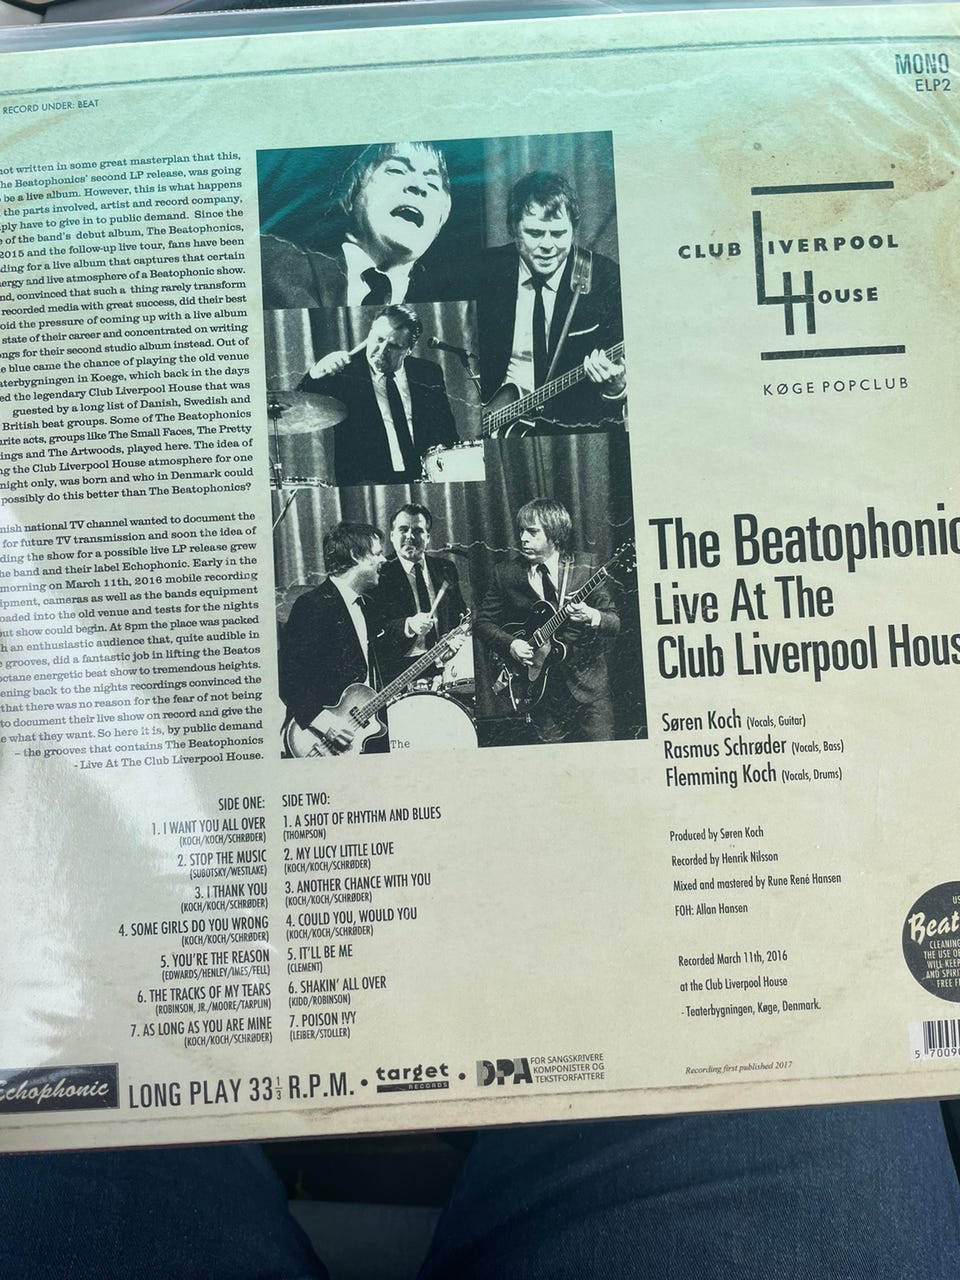 RECORD UNDER: BEAT
MONO
ELP2
not written in some great masterplan that this,
he Beatophonics' second LP release, was going
be a live album. However, this is what happens
the parts involved, artist and record company,
ply have to give in to public demand. Since the
e of the band's debut album, The Beatophonics,
2015 and the follow-up live tour, fans have been
ding for a live album that captures that certain
ergy and live atmosphere of a Beatophonic show.
nd, convinced that such a thing rarely transform
recorded media with great success, did their best
oid the pressure of coming up with a live album
state of their career and concentrated on writing
ongs for their second studio album instead. Out of
e blue came the chance of playing the old venue
aterbygningen in Koege, which back in the days
ed the legendary Club Liverpool House that was
guested by a long list of Danish, Swedish and
British beat groups. Some of The Beatophonics
urite acts, groups like The Small Faces, The Pretty
ings and The Artwoods, played here. The idea of
ng the Club Liverpool House atmosphere for one
night only, was born and who in Denmark could
possibly do this better than The Beatophonics?
nish national TV channel wanted to document the
for future TV transmission and soon the idea of
ding the show for a possible live LP release grew
he band and their label Echophonic. Early in the
morning on March 11th, 2016 mobile recording
ipment, cameras as well as the bands equipment
oaded into the old venue and tests for the nights
out show could begin. At 8pm the place was packed
h an enthusiastic audience that, quite audible in
e grooves, did a fantastic job in lifting the Beatos
octane energetic beat show to tremendous heights.
ening back to the nights recordings convinced the
that there was no reason for the fear of not being
to document their live show on record and give the
e what they want. So here it is, by public demand
– the grooves that contains The Beatophonics
- Live At The Club Liverpool House.
The
CLUB LIVERPOOL
HOUSE
KØGE POPCLUB
The Beatophonic
Live At The
Club Liverpool Hous
Søren Koch (Vocals, Guitar)
Rasmus Schrøder (Vocals, Bass)
Flemming Koch (Vocals, Drums)
Produced by Søren Koch
Recorded by Henrik Nilsson
Mixed and mastered by Rune René Hansen
FOH: Allan Hansen
Recorded March 11th, 2016
at the Club Liverpool House
- Teaterbygningen, Køge, Denmark.
Recording first published 2017
SIDE ONE:
1. I WANT YOU ALL OVER
(KOCH/KOCH/SCHRØDER)
2. STOP THE MUSIC
(SUBOTSKY/WESTLAKE)
3. I THANK YOU
(KOCH/KOCH/SCHRØDER)
4. SOME GIRLS DO YOU WRONG
(KOCH/KOCH/SCHRØDER)
5. YOU'RE THE REASON
(EDWARDS/HENLEY/IMES/FELL)
6. THE TRACKS OF MY TEARS
(ROBINSON, JR./MOORE/TARPLIN)
7. AS LONG AS YOU ARE MINE
(KOCH/KOCH/SCHRØDER)
SIDE TWO:
1. A SHOT OF RHYTHM AND BLUES
(THOMPSON)
2. MY LUCY LITTLE LOVE
(KOCH/KOCH/SCHRØDER)
3. ANOTHER CHANCE WITH YOU
(KOCH/KOCH/SCHRØDER)
4. COULD YOU, WOULD YOU
(KOCH/KOCH/SCHRØDER)
5. IT'LL BE ME
(CLEMENT)
6. SHAKIN' ALL OVER
(KIDD/ROBINSON)
7. POISON IVY
(LEIBER/STOLLER)
Echophonic
LONG PLAY 33⅓ R.P.M. •
target
RECORDS
•
DPA FOR SANGSKRIVERE
KOMPONISTER OG
TEKSTFORFATTERE
US
Beat
CLEANING
THE USE OF
WILL KEEP
AND SPIRI
FREE F
5 70090